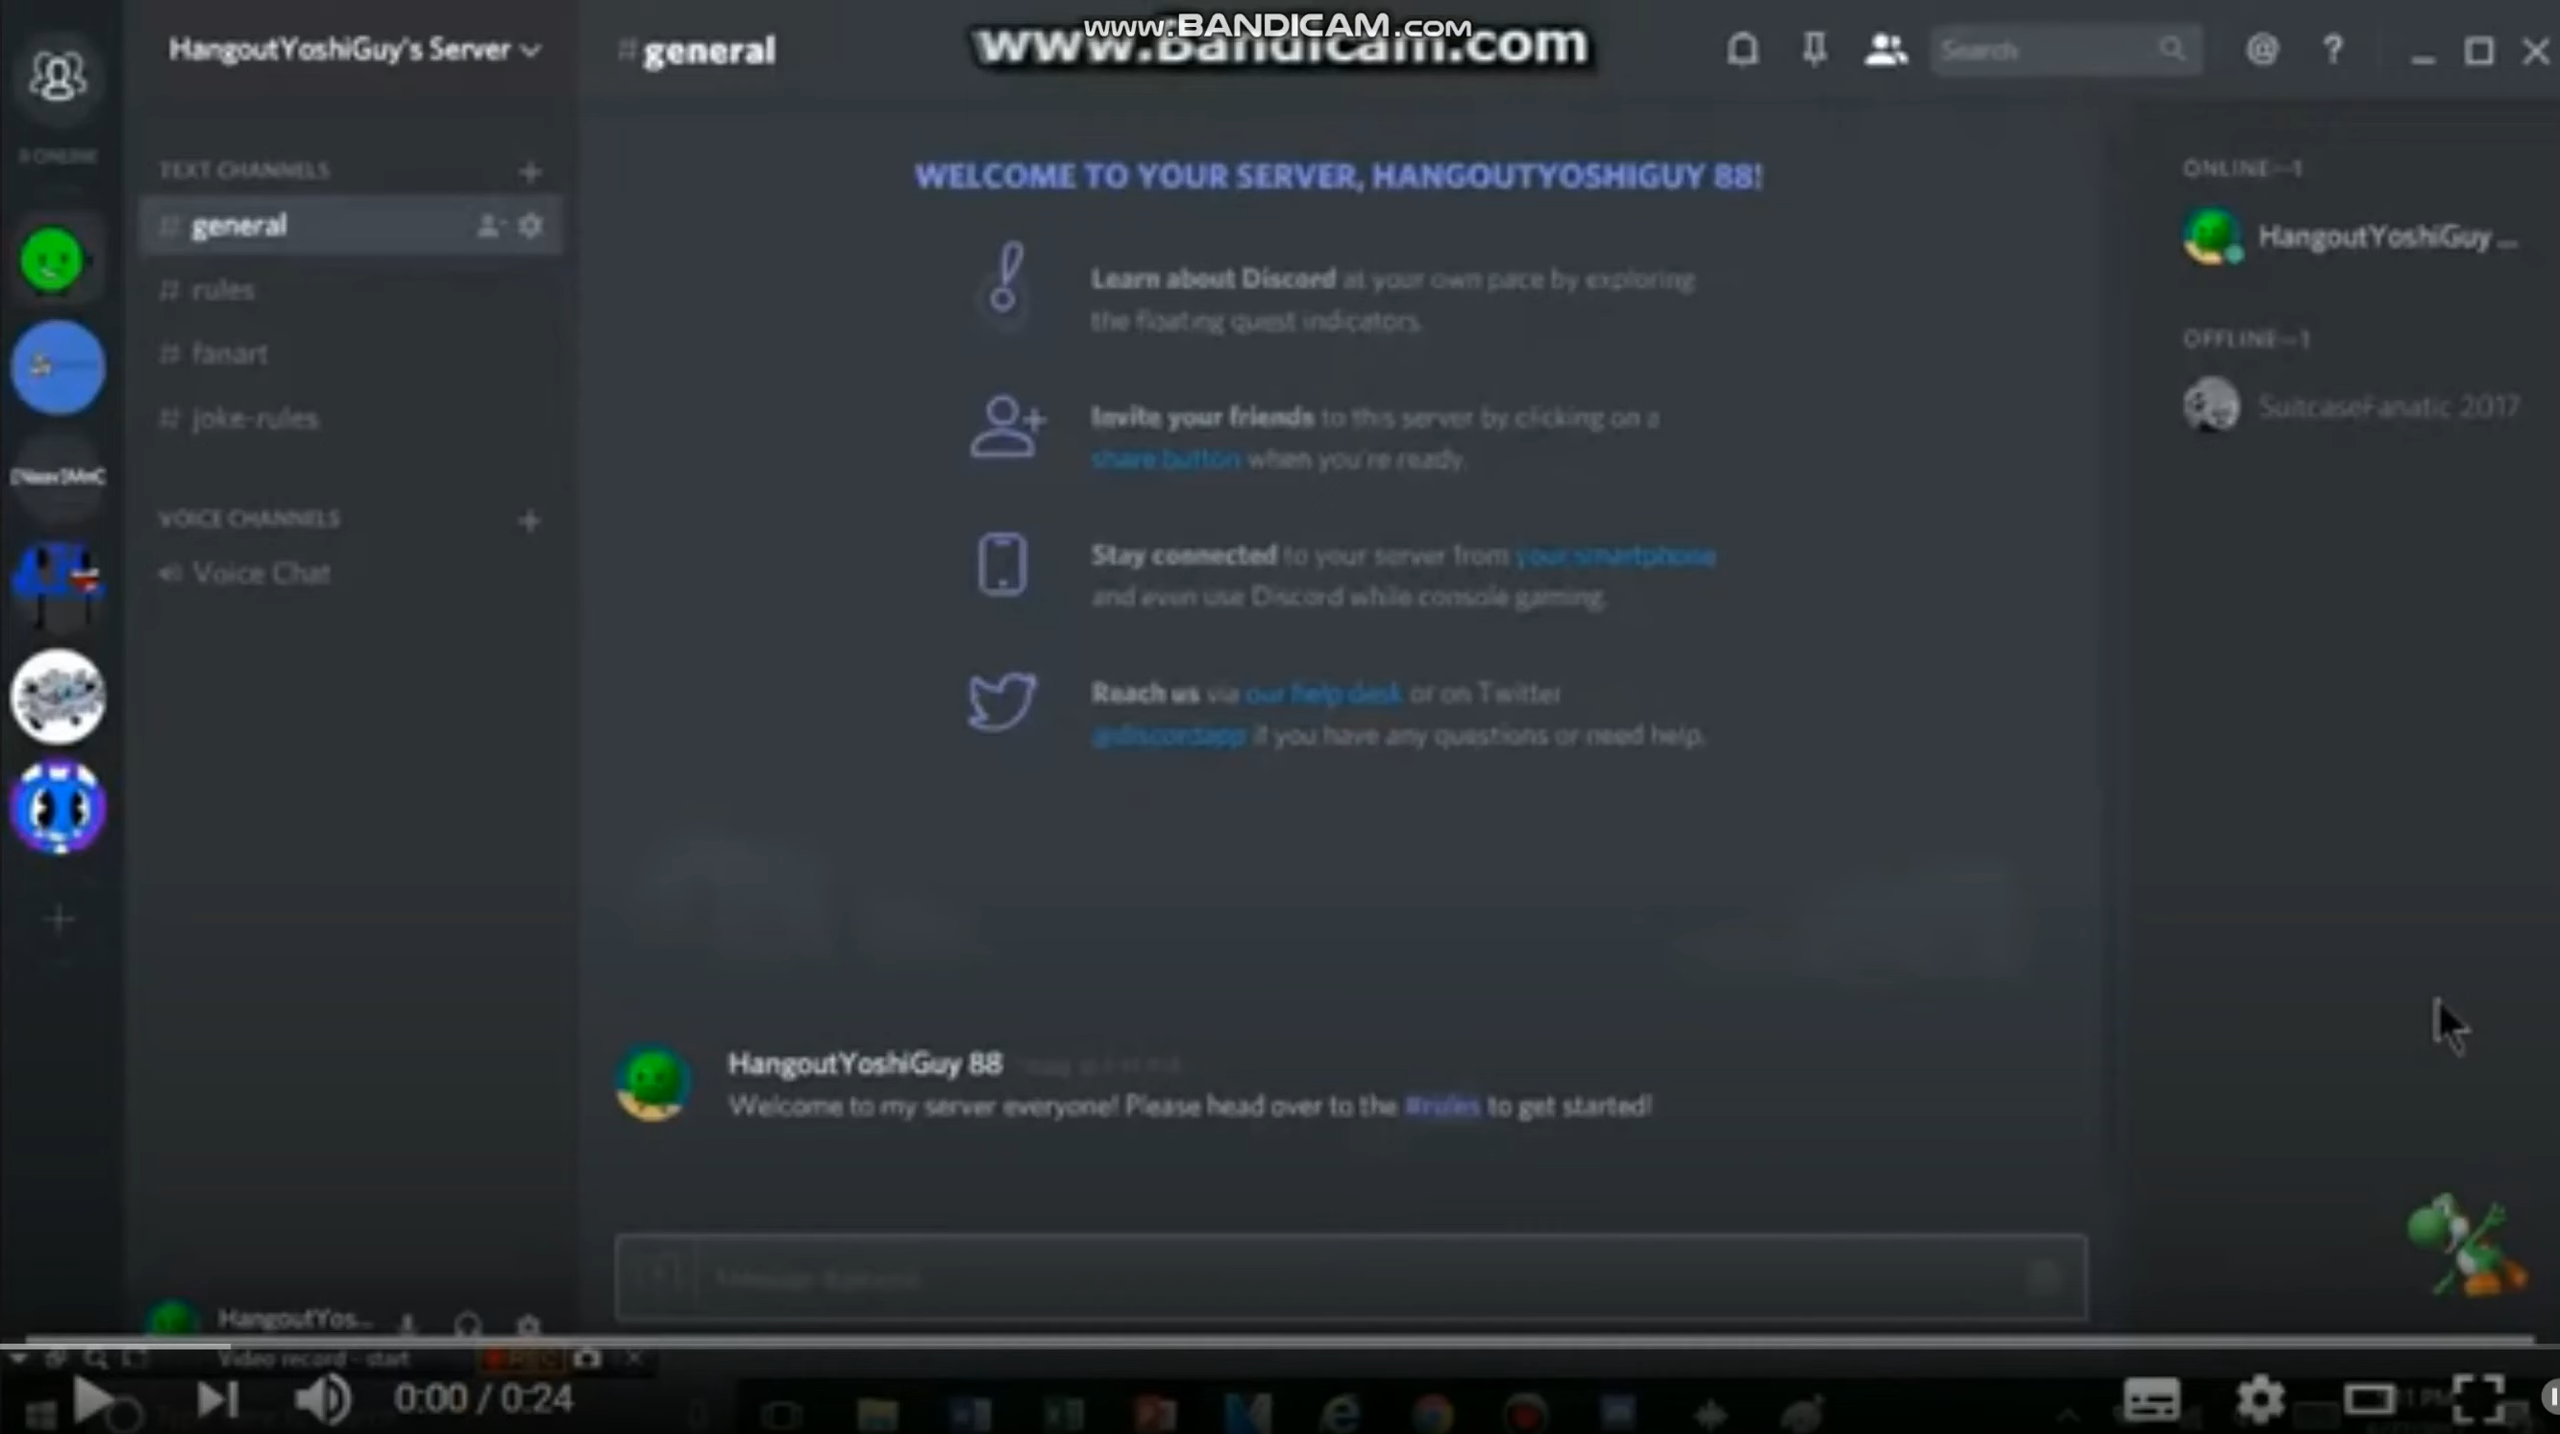 www.BANDICAM.com
www.Bandicam.com
HangoutYoshiGuy's Server
# general
Search
TEXT CHANNELS
# general
# rules
# fanart
# joke-rules
VOICE CHANNELS
Voice Chat
WELCOME TO YOUR SERVER, HANGOUTYOSHIGUY 88!
Learn about Discord at your own pace by exploring
the floating quest indicators.
Invite your friends to this server by clicking on a
share button when you're ready.
Stay connected to your server from your smartphone
and even use Discord while console gaming.
Reach us via our help desk or on Twitter
@discordapp if you have any questions or need help.
HangoutYoshiGuy 88
Welcome to my server everyone! Please head over to the #rules to get started!
ONLINE—1
HangoutYoshiGuy ...
OFFLINE—1
SuitcaseFanatic 2017
HangoutYos...
Video record - start
REC
0:00 / 0:24